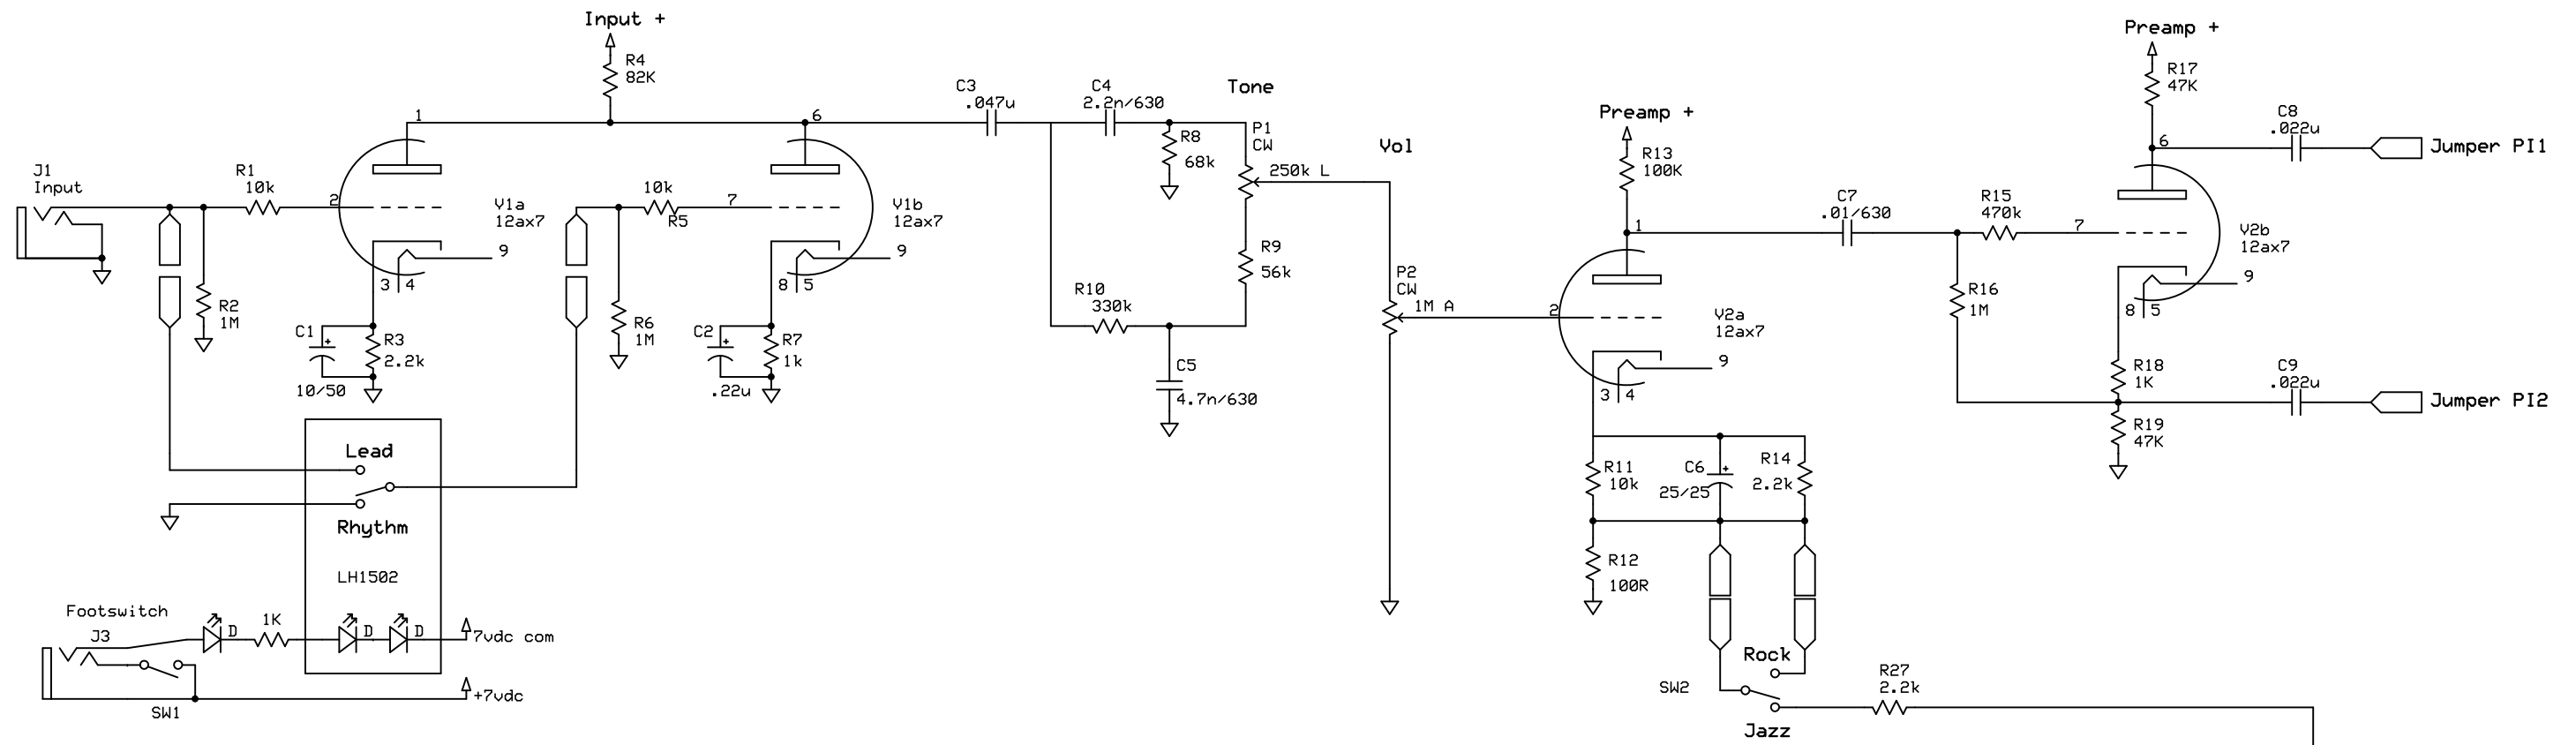 Input +
R4
82K
C3
.047u
C4
2.2n/630
Tone
1
6
R8
68k
P1
CW
250k L
Vol
Preamp +
R13
100K
Preamp +
R17
47K
C8
.022u
6
Jumper PI1
J1
Input
R1
10k
2
V1a
12ax7
9
3
4
10k
R5
7
V1b
12ax7
9
8
5
R2
1M
C1
+
10/50
R3
2.2k
R6
1M
C2
+
.22u
R7
1k
R9
56k
R10
330k
C5
4.7n/630
P2
CW
1M A
2
1
V2a
12ax7
9
3
4
C7
.01/630
R15
470k
7
V2b
12ax7
9
8
5
R16
1M
R18
1K
C9
.022u
Jumper PI2
R19
47K
Lead
Rhythm
LH1502
R11
10k
C6
+
25/25
R14
2.2k
R12
100R
Footswitch
J3
D
1K
D
D
7vdc com
+7vdc
SW1
Rock
SW2
Jazz
R27
2.2k